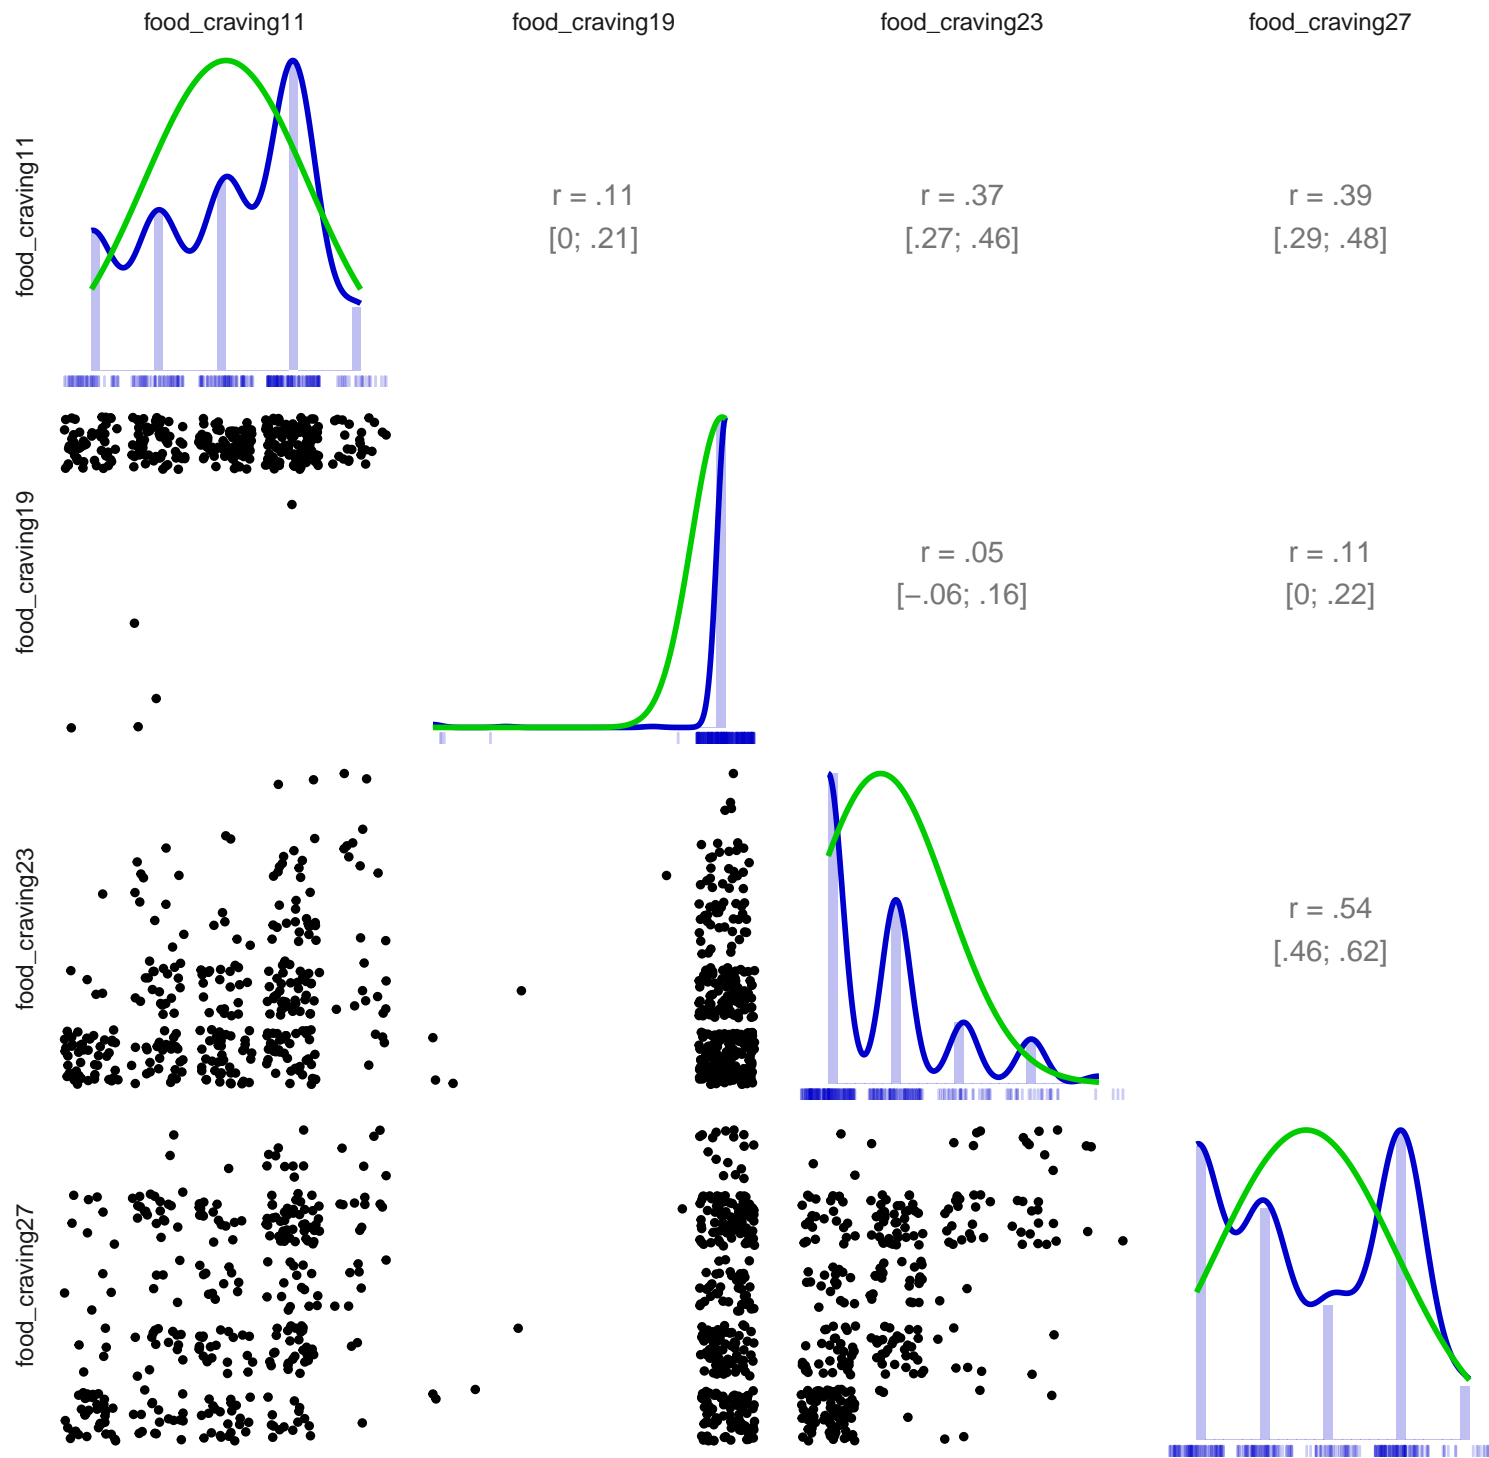 food_craving11
food_craving19
food_craving23
food_craving27
food_craving11
r = .11
[0; .21]
r = .37
[.27; .46]
r = .39
[.29; .48]
food_craving19
r = .05
[−.06; .16]
r = .11
[0; .22]
food_craving23
r = .54
[.46; .62]
food_craving27